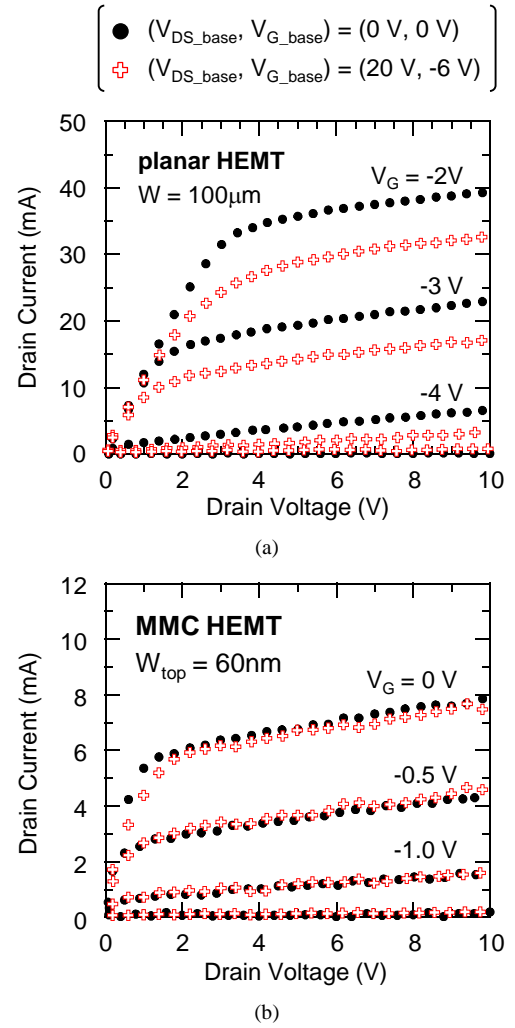 (V_DS_base, V_G_base) = (0 V, 0 V)
(V_DS_base, V_G_base) = (20 V, -6 V)
50
40
30
20
10
0
Drain Current (mA)
planar HEMT
W = 100μm
V_G = -2V
-3 V
-4 V
0 2 4 6 8 10
Drain Voltage (V)
(a)
12
10
8
6
4
2
0
Drain Current (mA)
MMC HEMT
W_top = 60nm
V_G = 0 V
-0.5 V
-1.0 V
0 2 4 6 8 10
Drain Voltage (V)
(b)